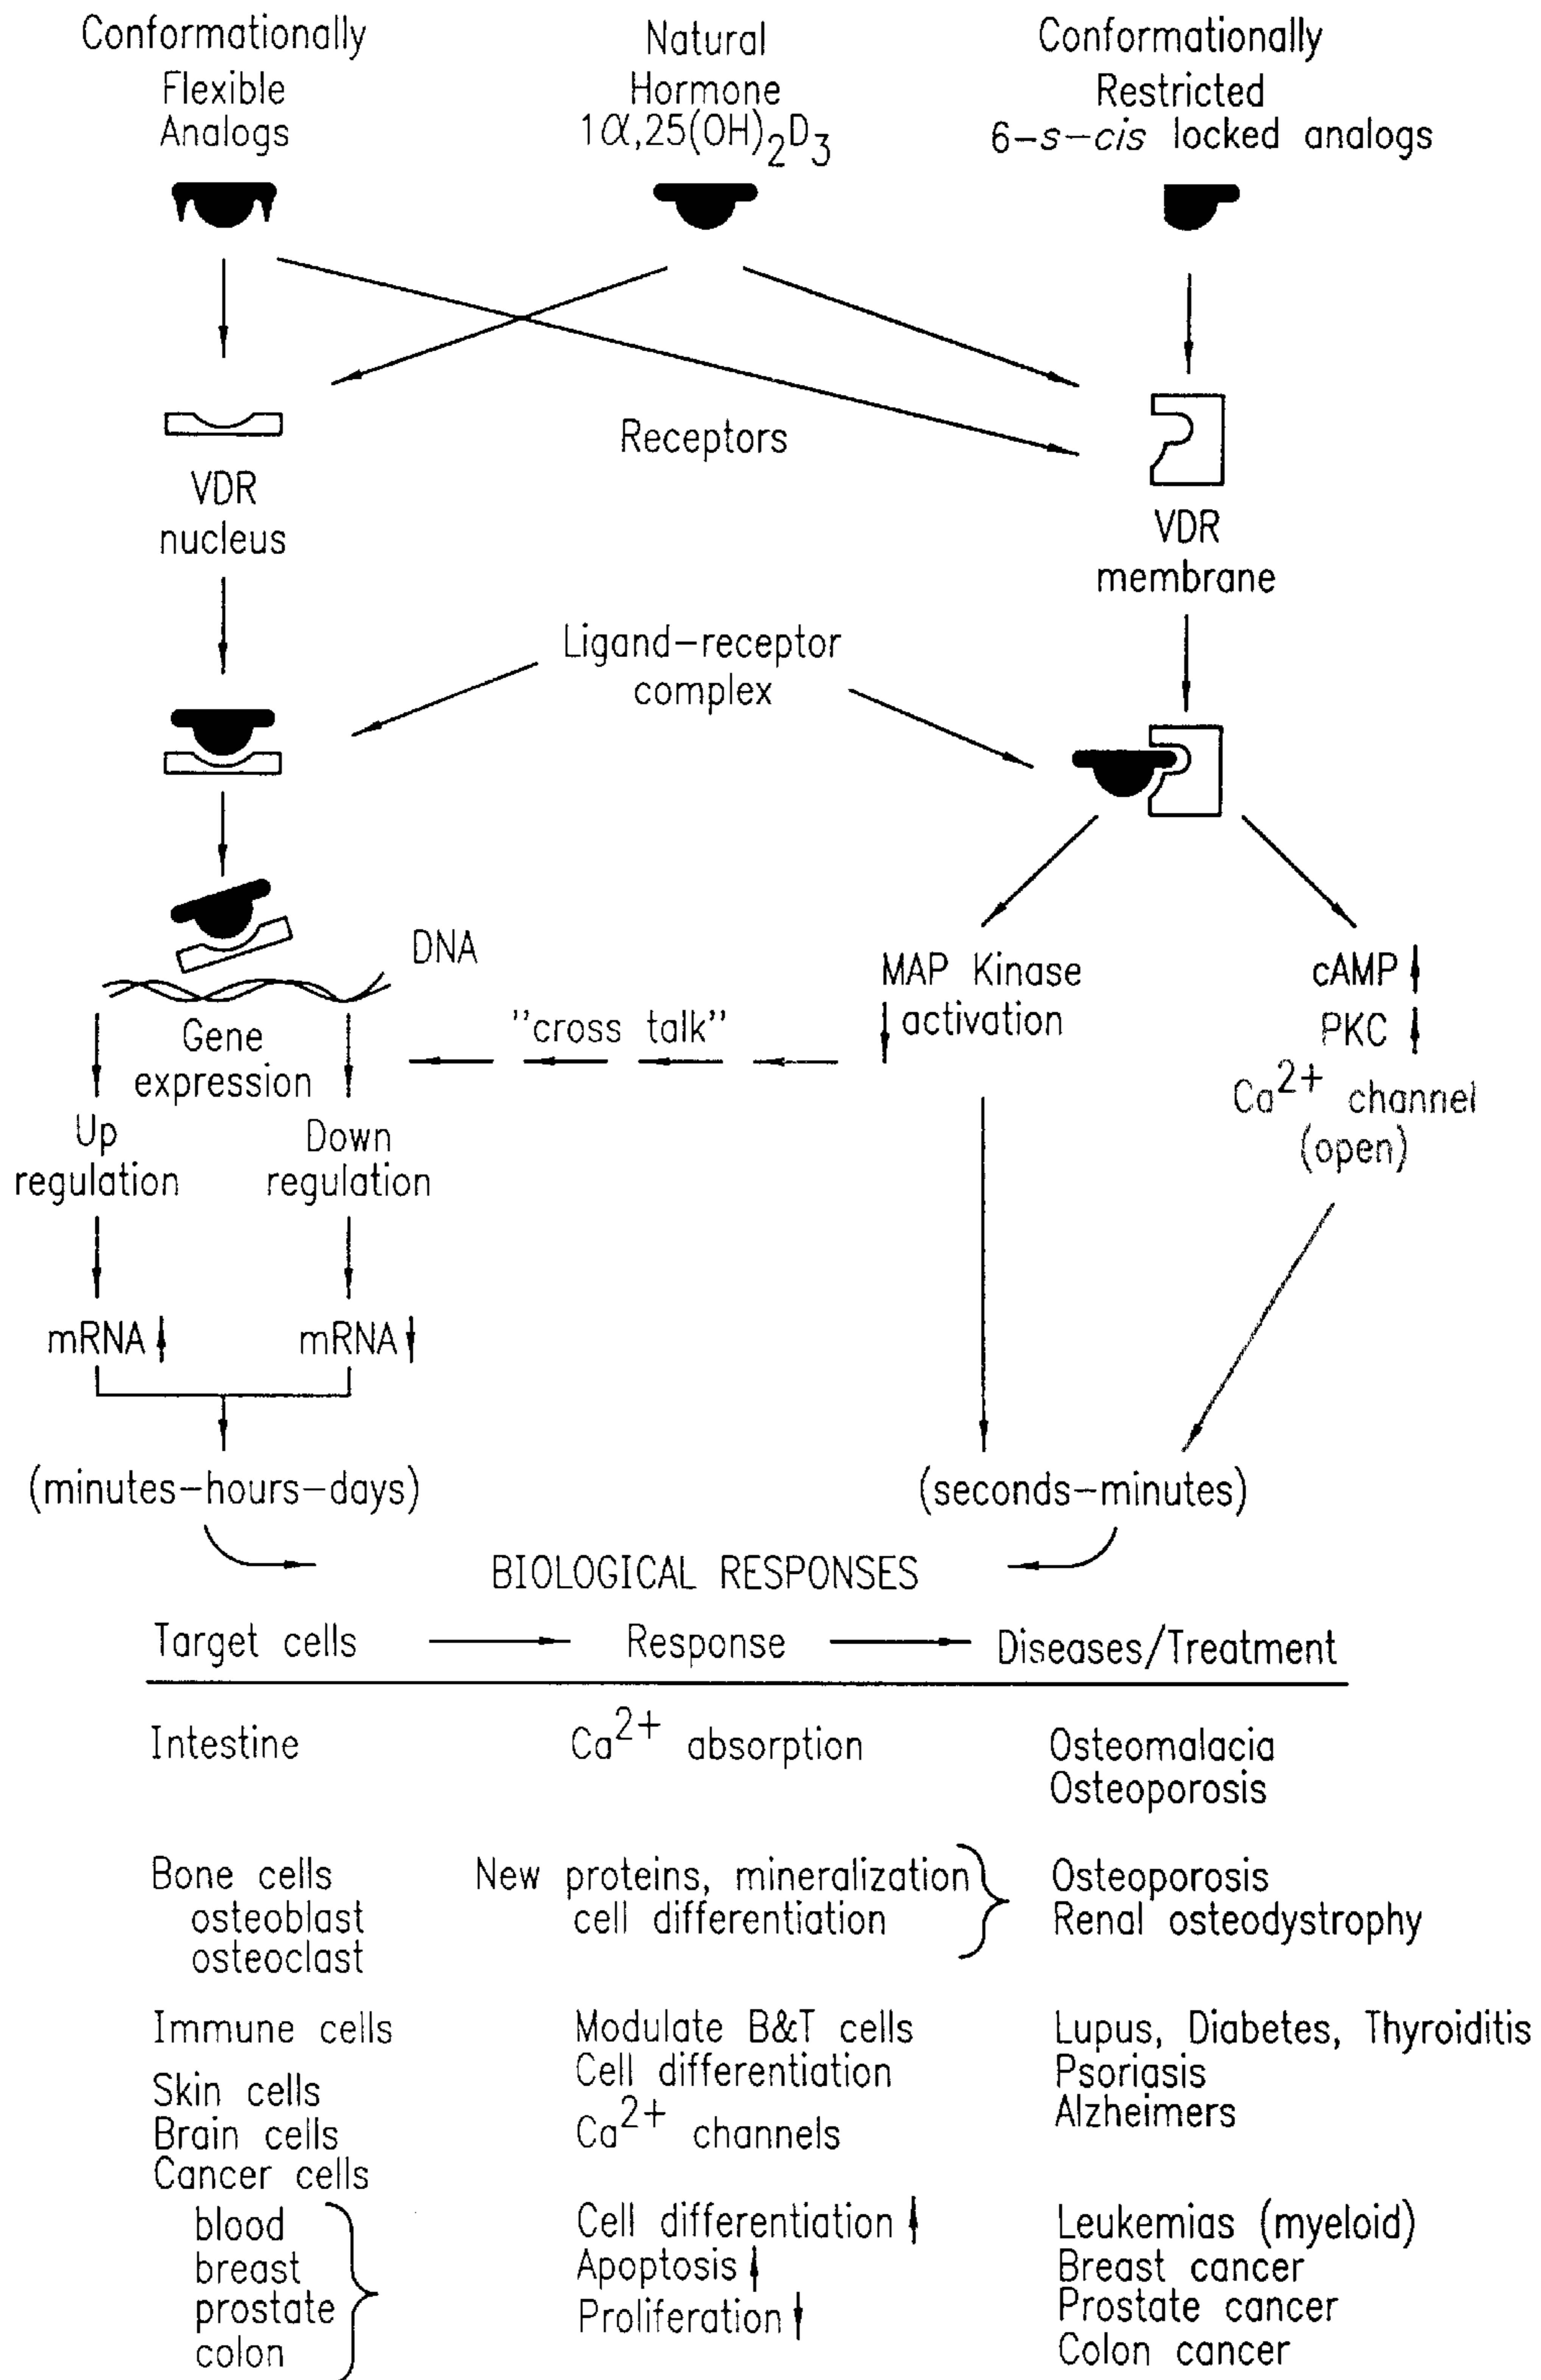 Conformationally
Flexible
Analogs
Natural
Hormone
1α,25(OH)₂D₃
Conformationally
Restricted
6-s-cis locked analogs
Receptors
VDR
nucleus
VDR
membrane
Ligand-receptor
complex
DNA
Gene
expression
"cross talk"
MAP Kinase
↓ activation
cAMP ↑
PKC ↑
Ca²⁺ channel
(open)
Up
regulation
Down
regulation
mRNA ↑
mRNA ↓
(minutes-hours-days)
(seconds-minutes)
BIOLOGICAL RESPONSES
Target cells → Response → Diseases/Treatment
Intestine Ca²⁺ absorption Osteomalacia
Osteoporosis
Bone cells New proteins, mineralization Osteoporosis
osteoblast cell differentiation Renal osteodystrophy
osteoclast
Immune cells Modulate B&T cells Lupus, Diabetes, Thyroiditis
Skin cells Cell differentiation Psoriasis
Brain cells Ca²⁺ channels Alzheimers
Cancer cells
blood Cell differentiation ↑ Leukemias (myeloid)
breast Apoptosis ↑ Breast cancer
prostate Proliferation ↓ Prostate cancer
colon Colon cancer